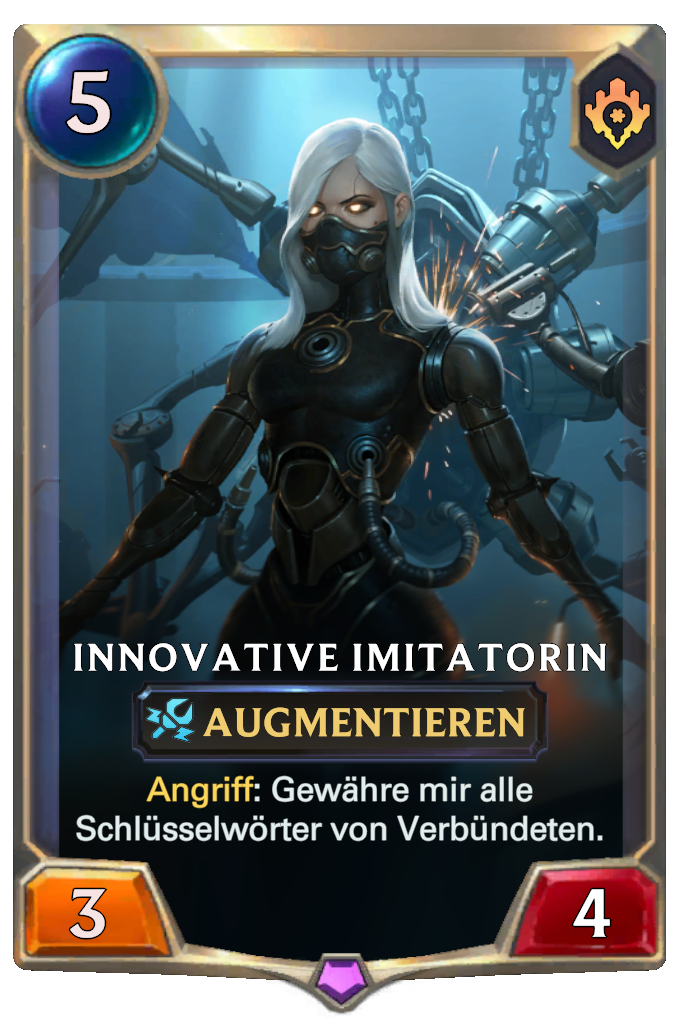 5
INNOVATIVE IMITATORIN
AUGMENTIEREN
Angriff: Gewähre mir alle
Schlüsselwörter von Verbündeten.
3
4